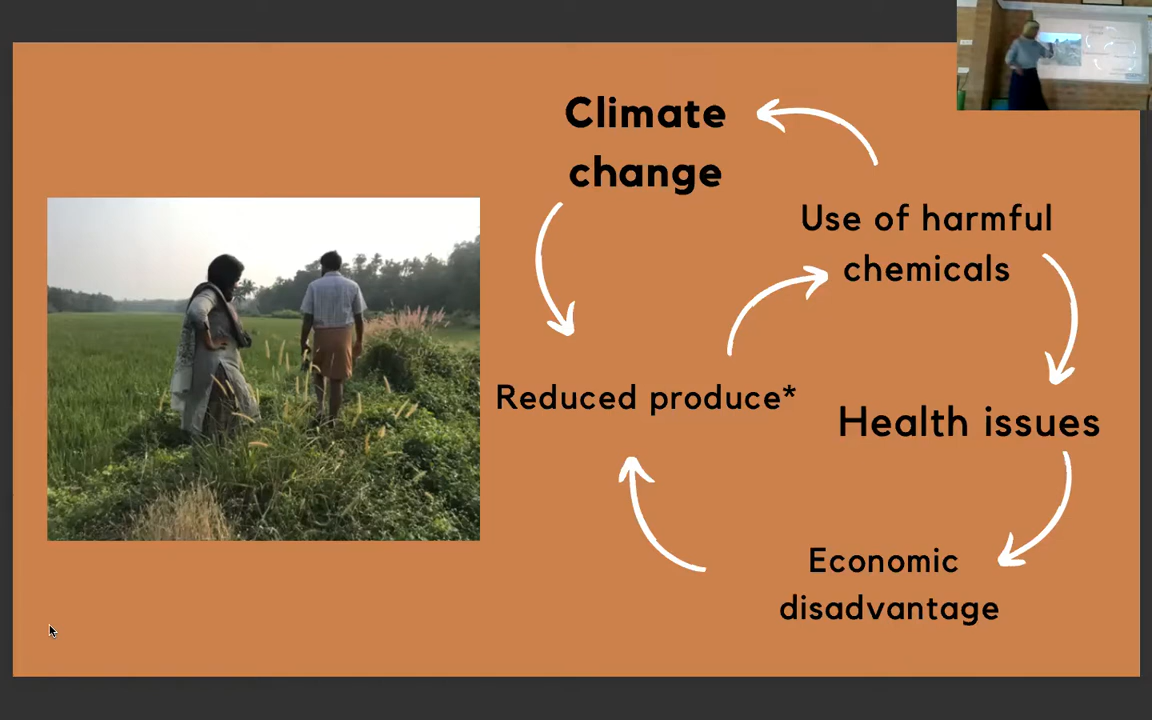 Climate
change
Use of harmful
chemicals
Reduced produce*
Health issues
Economic
disadvantage